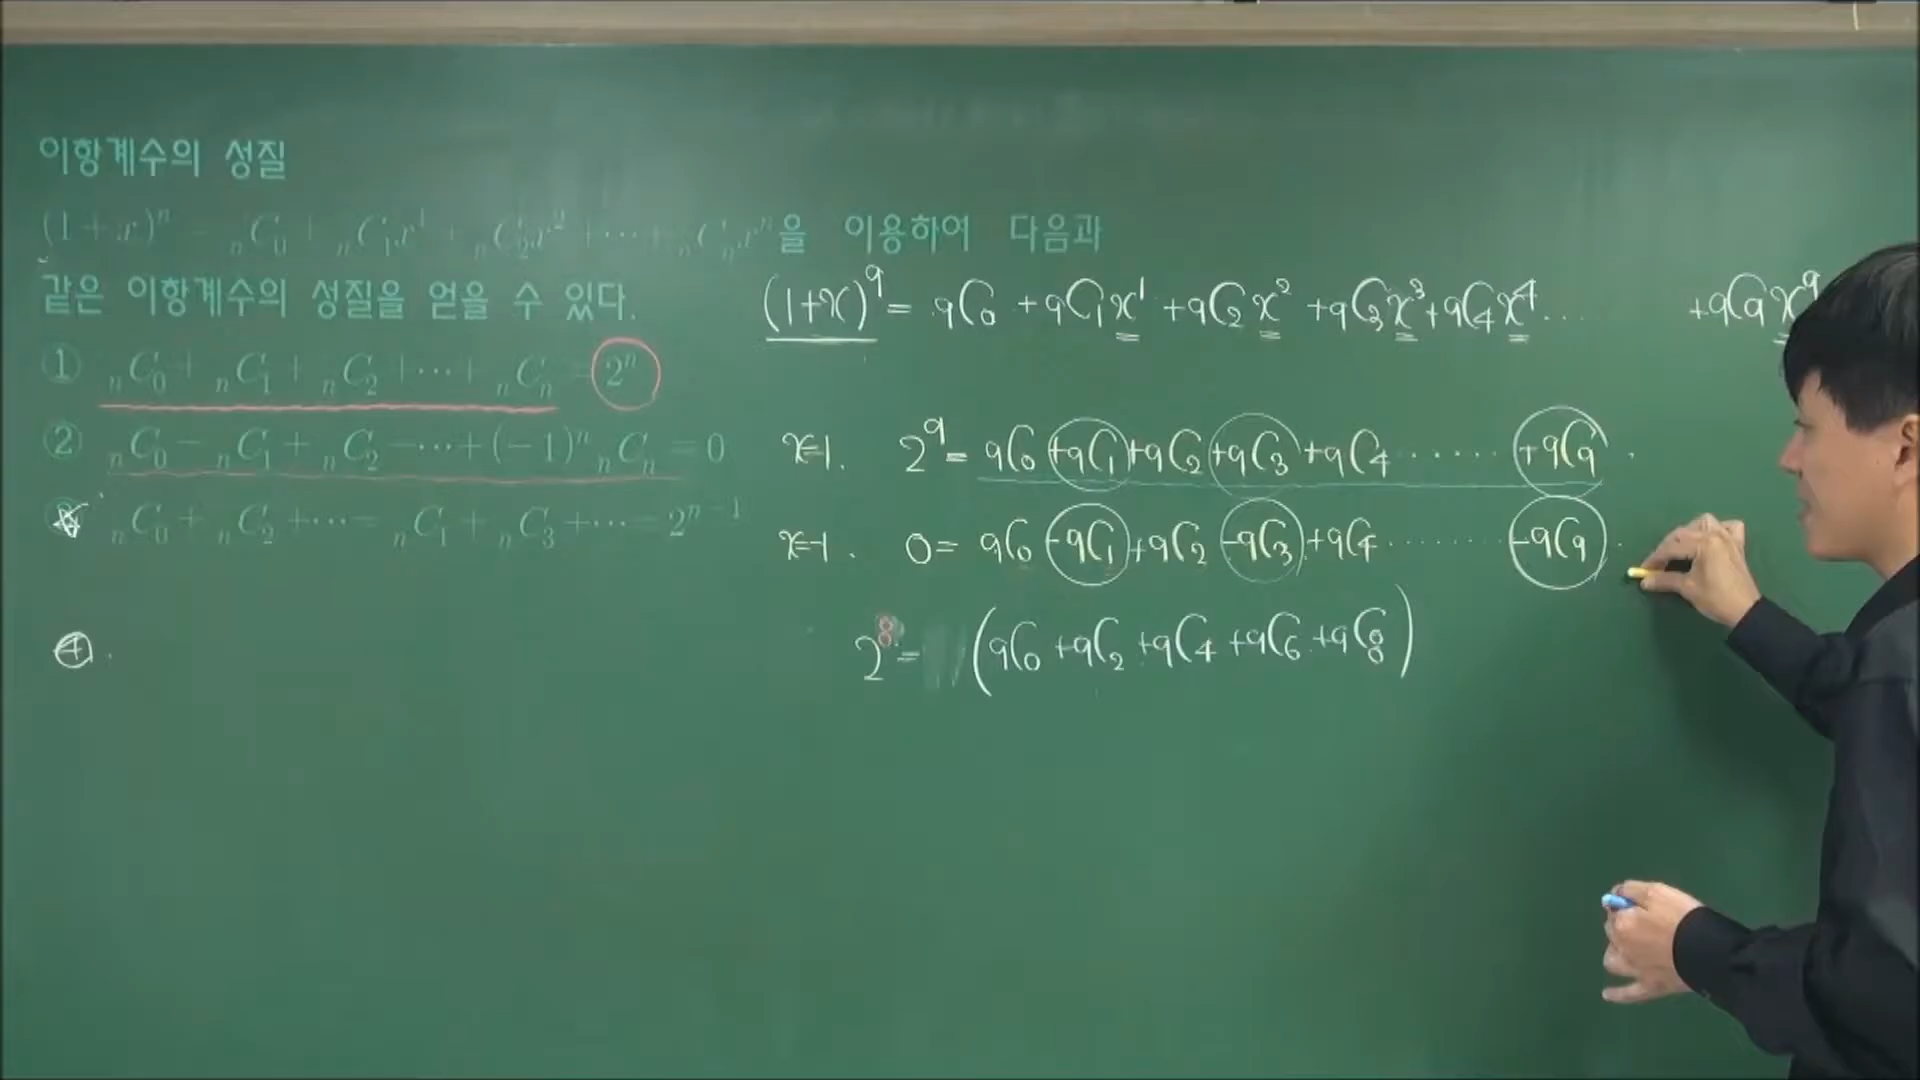 이항계수의 성질
(1+x)ⁿ = ₙC₀ + ₙC₁x¹ + ₙC₂x² + ⋯ + ₙCₙxⁿ을 이용하여 다음과
같은 이항계수의 성질을 얻을 수 있다.
① ₙC₀ + ₙC₁ + ₙC₂ + ⋯ + ₙCₙ = 2ⁿ
② ₙC₀ − ₙC₁ + ₙC₂ − ⋯ + (−1)ⁿ ₙCₙ = 0
③ ₙC₀ + ₙC₂ + ⋯ = ₙC₁ + ₙC₃ + ⋯ = 2ⁿ⁻¹
④.
(1+x)⁹ = ₉C₀ + ₉C₁x¹ + ₉C₂x² + ₉C₃x³ + ₉C₄x⁴ ⋯⋯ + ₉C₉x⁹
x=1. 2⁹ = ₉C₀ + ₉C₁ + ₉C₂ + ₉C₃ + ₉C₄ ⋯⋯ + ₉C₉.
x=−1. 0 = ₉C₀ − ₉C₁ + ₉C₂ − ₉C₃ + ₉C₄ ⋯⋯ − ₉C₉.
2⁸ = (₉C₀ + ₉C₂ + ₉C₄ + ₉C₆ + ₉C₈)